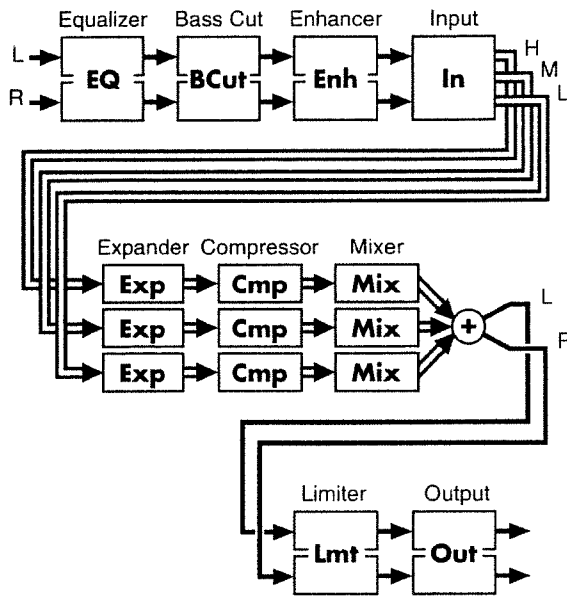 Equalizer Bass Cut Enhancer Input
L EQ BCut Enh In H
M
R L
Expander Compressor Mixer
Exp Cmp Mix L
Exp Cmp Mix +
Exp Cmp Mix
Limiter Output
Lmt Out